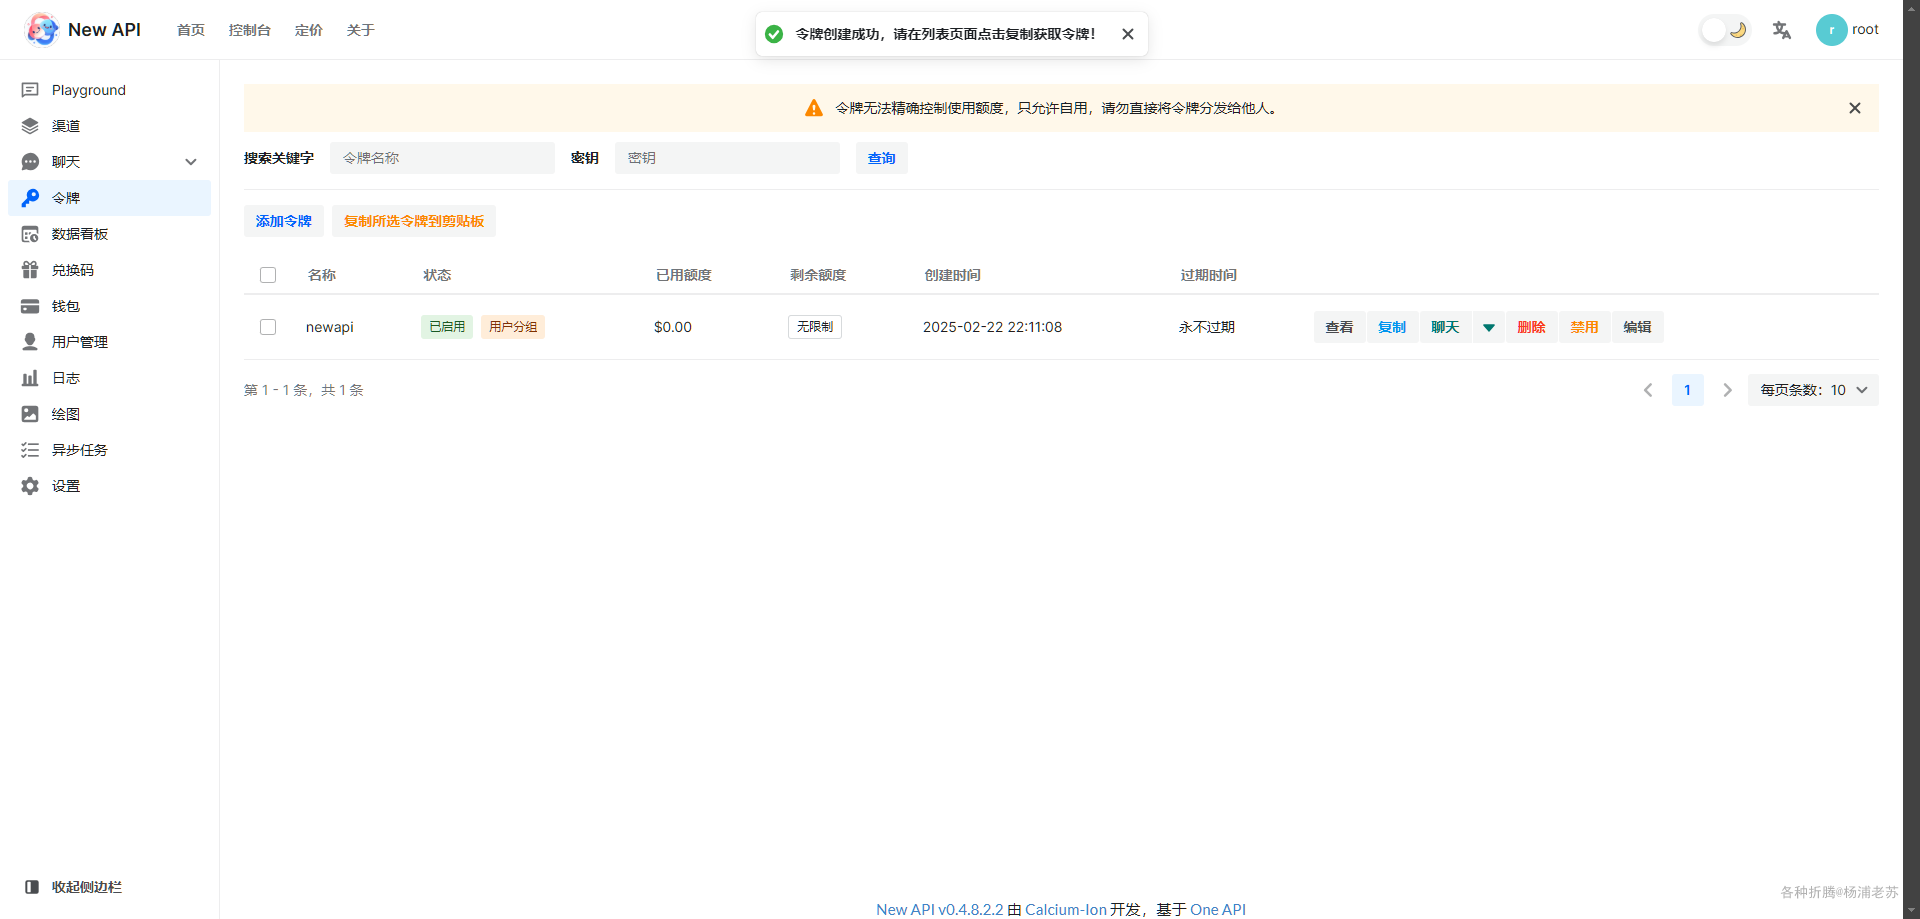 New API 首页 控制台 定价 关于
令牌创建成功，请在列表页面点击复制获取令牌！
r root
Playground
渠道
聊天
令牌
数据看板
兑换码
钱包
用户管理
日志
绘图
异步任务
设置
收起侧边栏
令牌无法精确控制使用额度，只允许自用，请勿直接将令牌分发给他人。
搜索关键字 令牌名称 密钥 密钥 查询
添加令牌 复制所选令牌到剪贴板
名称 状态 已用额度 剩余额度 创建时间 过期时间
newapi 已启用 用户分组 $0.00 无限制 2025-02-22 22:11:08 永不过期 查看 复制 聊天 删除 禁用 编辑
第 1 - 1 条，共 1 条 1 每页条数：10
各种折腾@杨浦老苏
New API v0.4.8.2.2 由 Calcium-Ion 开发，基于 One API